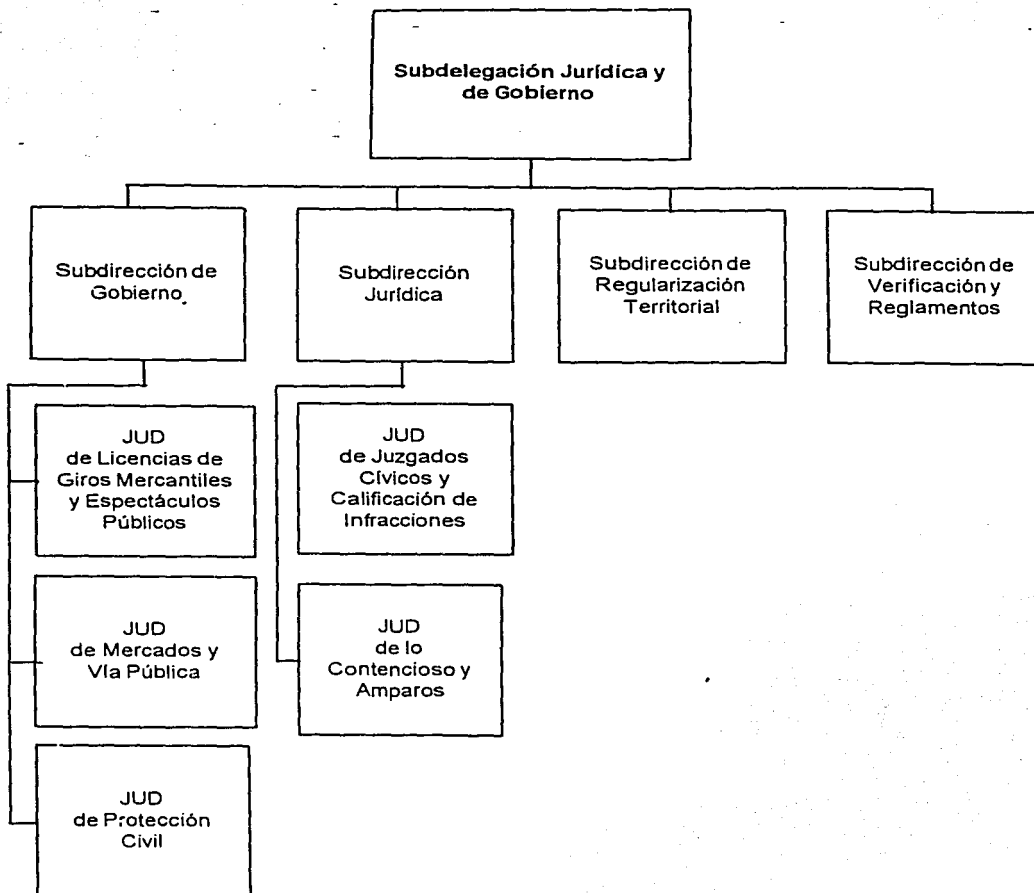 Subdelegación Jurídica y
de Gobierno
Subdirección de
Gobierno
Subdirección
Jurídica
Subdirección de
Regularización
Territorial
Subdirección de
Verificación y
Reglamentos
JUD
de Licencias de
Giros Mercantiles
y Espectáculos
Públicos
JUD
de Mercados y
Vía Pública
JUD
de Protección
Civil
JUD
de Juzgados
Cívicos y
Calificación de
Infracciones
JUD
de lo
Contencioso y
Amparos